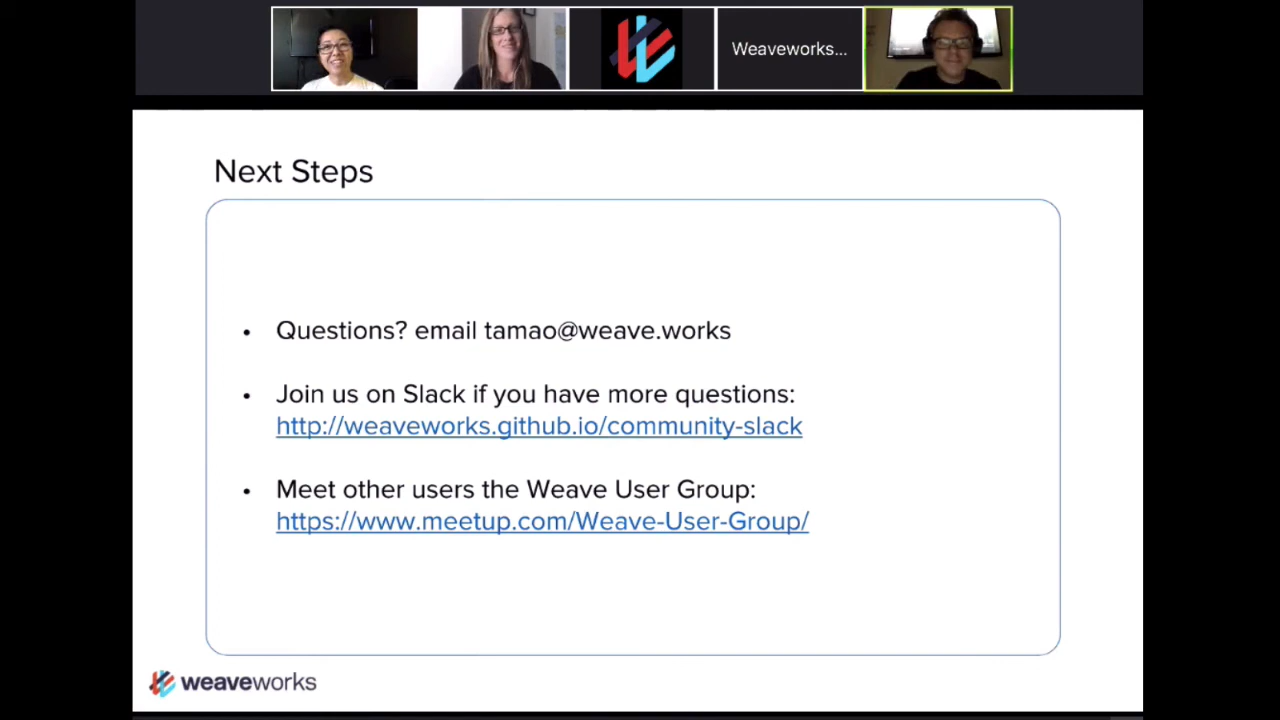 Weaveworks...
Next Steps
• Questions? email tamao@weave.works
• Join us on Slack if you have more questions:
http://weaveworks.github.io/community-slack
• Meet other users the Weave User Group:
https://www.meetup.com/Weave-User-Group/
weaveworks